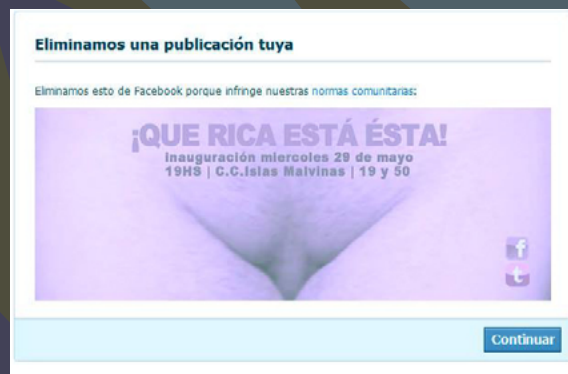 Eliminamos una publicación tuya
Eliminamos esto de Facebook porque infringe nuestras normas comunitarias:
¡QUE RICA ESTÁ ÉSTA!
Inauguración miercoles 29 de mayo
19HS | C.C.Islas Malvinas | 19 y 50
f
t
Continuar